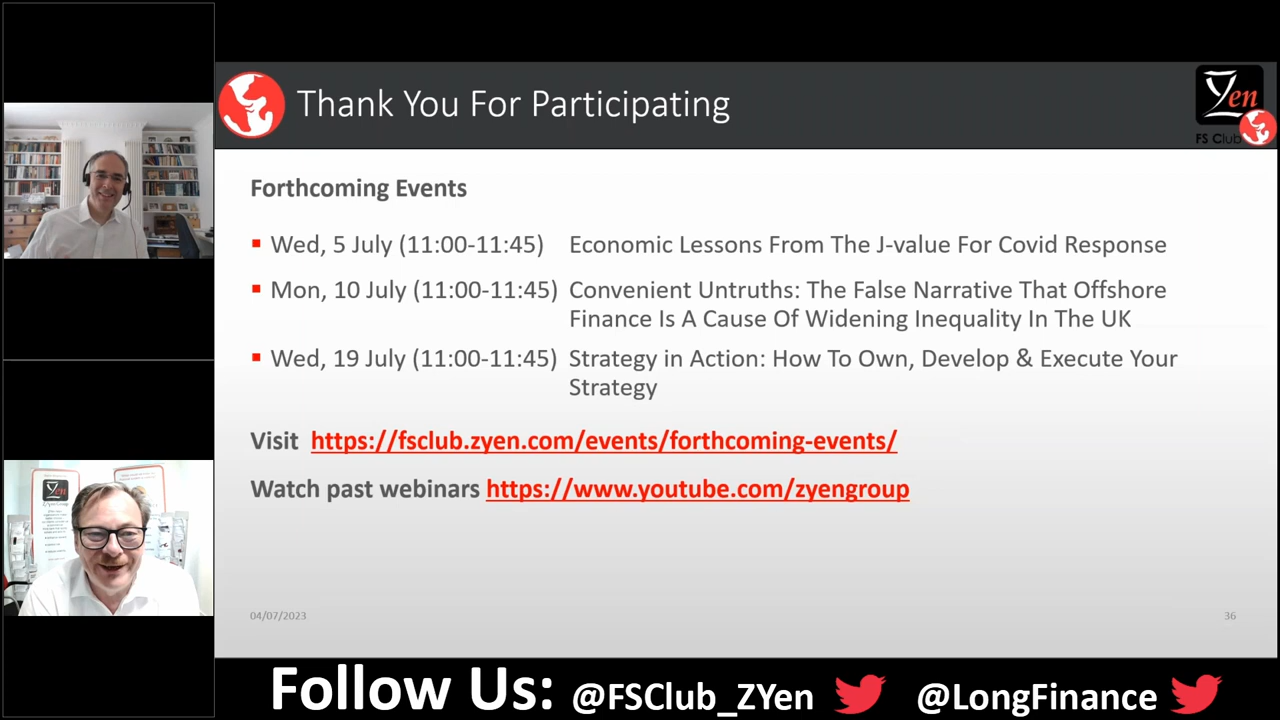 Thank You For Participating
Zen
FS Club
Forthcoming Events
Wed, 5 July (11:00-11:45) Economic Lessons From The J-value For Covid Response
Mon, 10 July (11:00-11:45) Convenient Untruths: The False Narrative That Offshore
Finance Is A Cause Of Widening Inequality In The UK
Wed, 19 July (11:00-11:45) Strategy in Action: How To Own, Develop & Execute Your
Strategy
Visit https://fsclub.zyen.com/events/forthcoming-events/
Watch past webinars https://www.youtube.com/zyengroup
04/07/2023
36
Follow Us: @FSClub_ZYen @LongFinance